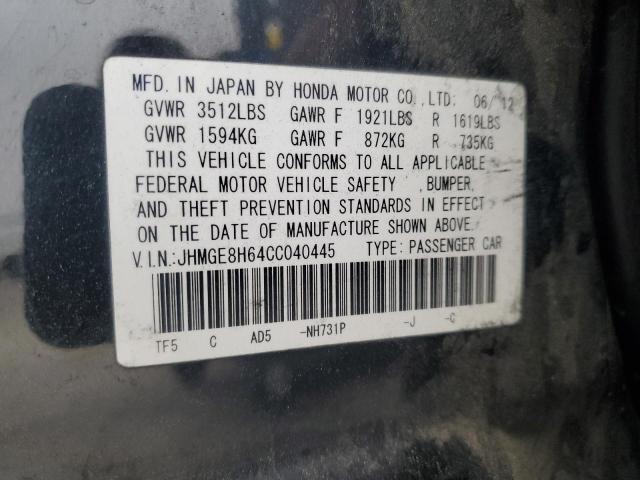 MFD. IN JAPAN BY HONDA MOTOR CO.,LTD: 06/12
GVWR 3512LBS GAWR F 1921LBS R 1619LBS
GVWR 1594KG GAWR F 872KG R 735KG
THIS VEHICLE CONFORMS TO ALL APPLICABLE
FEDERAL MOTOR VEHICLE SAFETY ,BUMPER,
AND THEFT PREVENTION STANDARDS IN EFFECT
ON THE DATE OF MANUFACTURE SHOWN ABOVE.
V.I.N.:JHMGE8H64CC040445 TYPE: PASSENGER CAR
TF5 C AD5 -NH731P -J -C